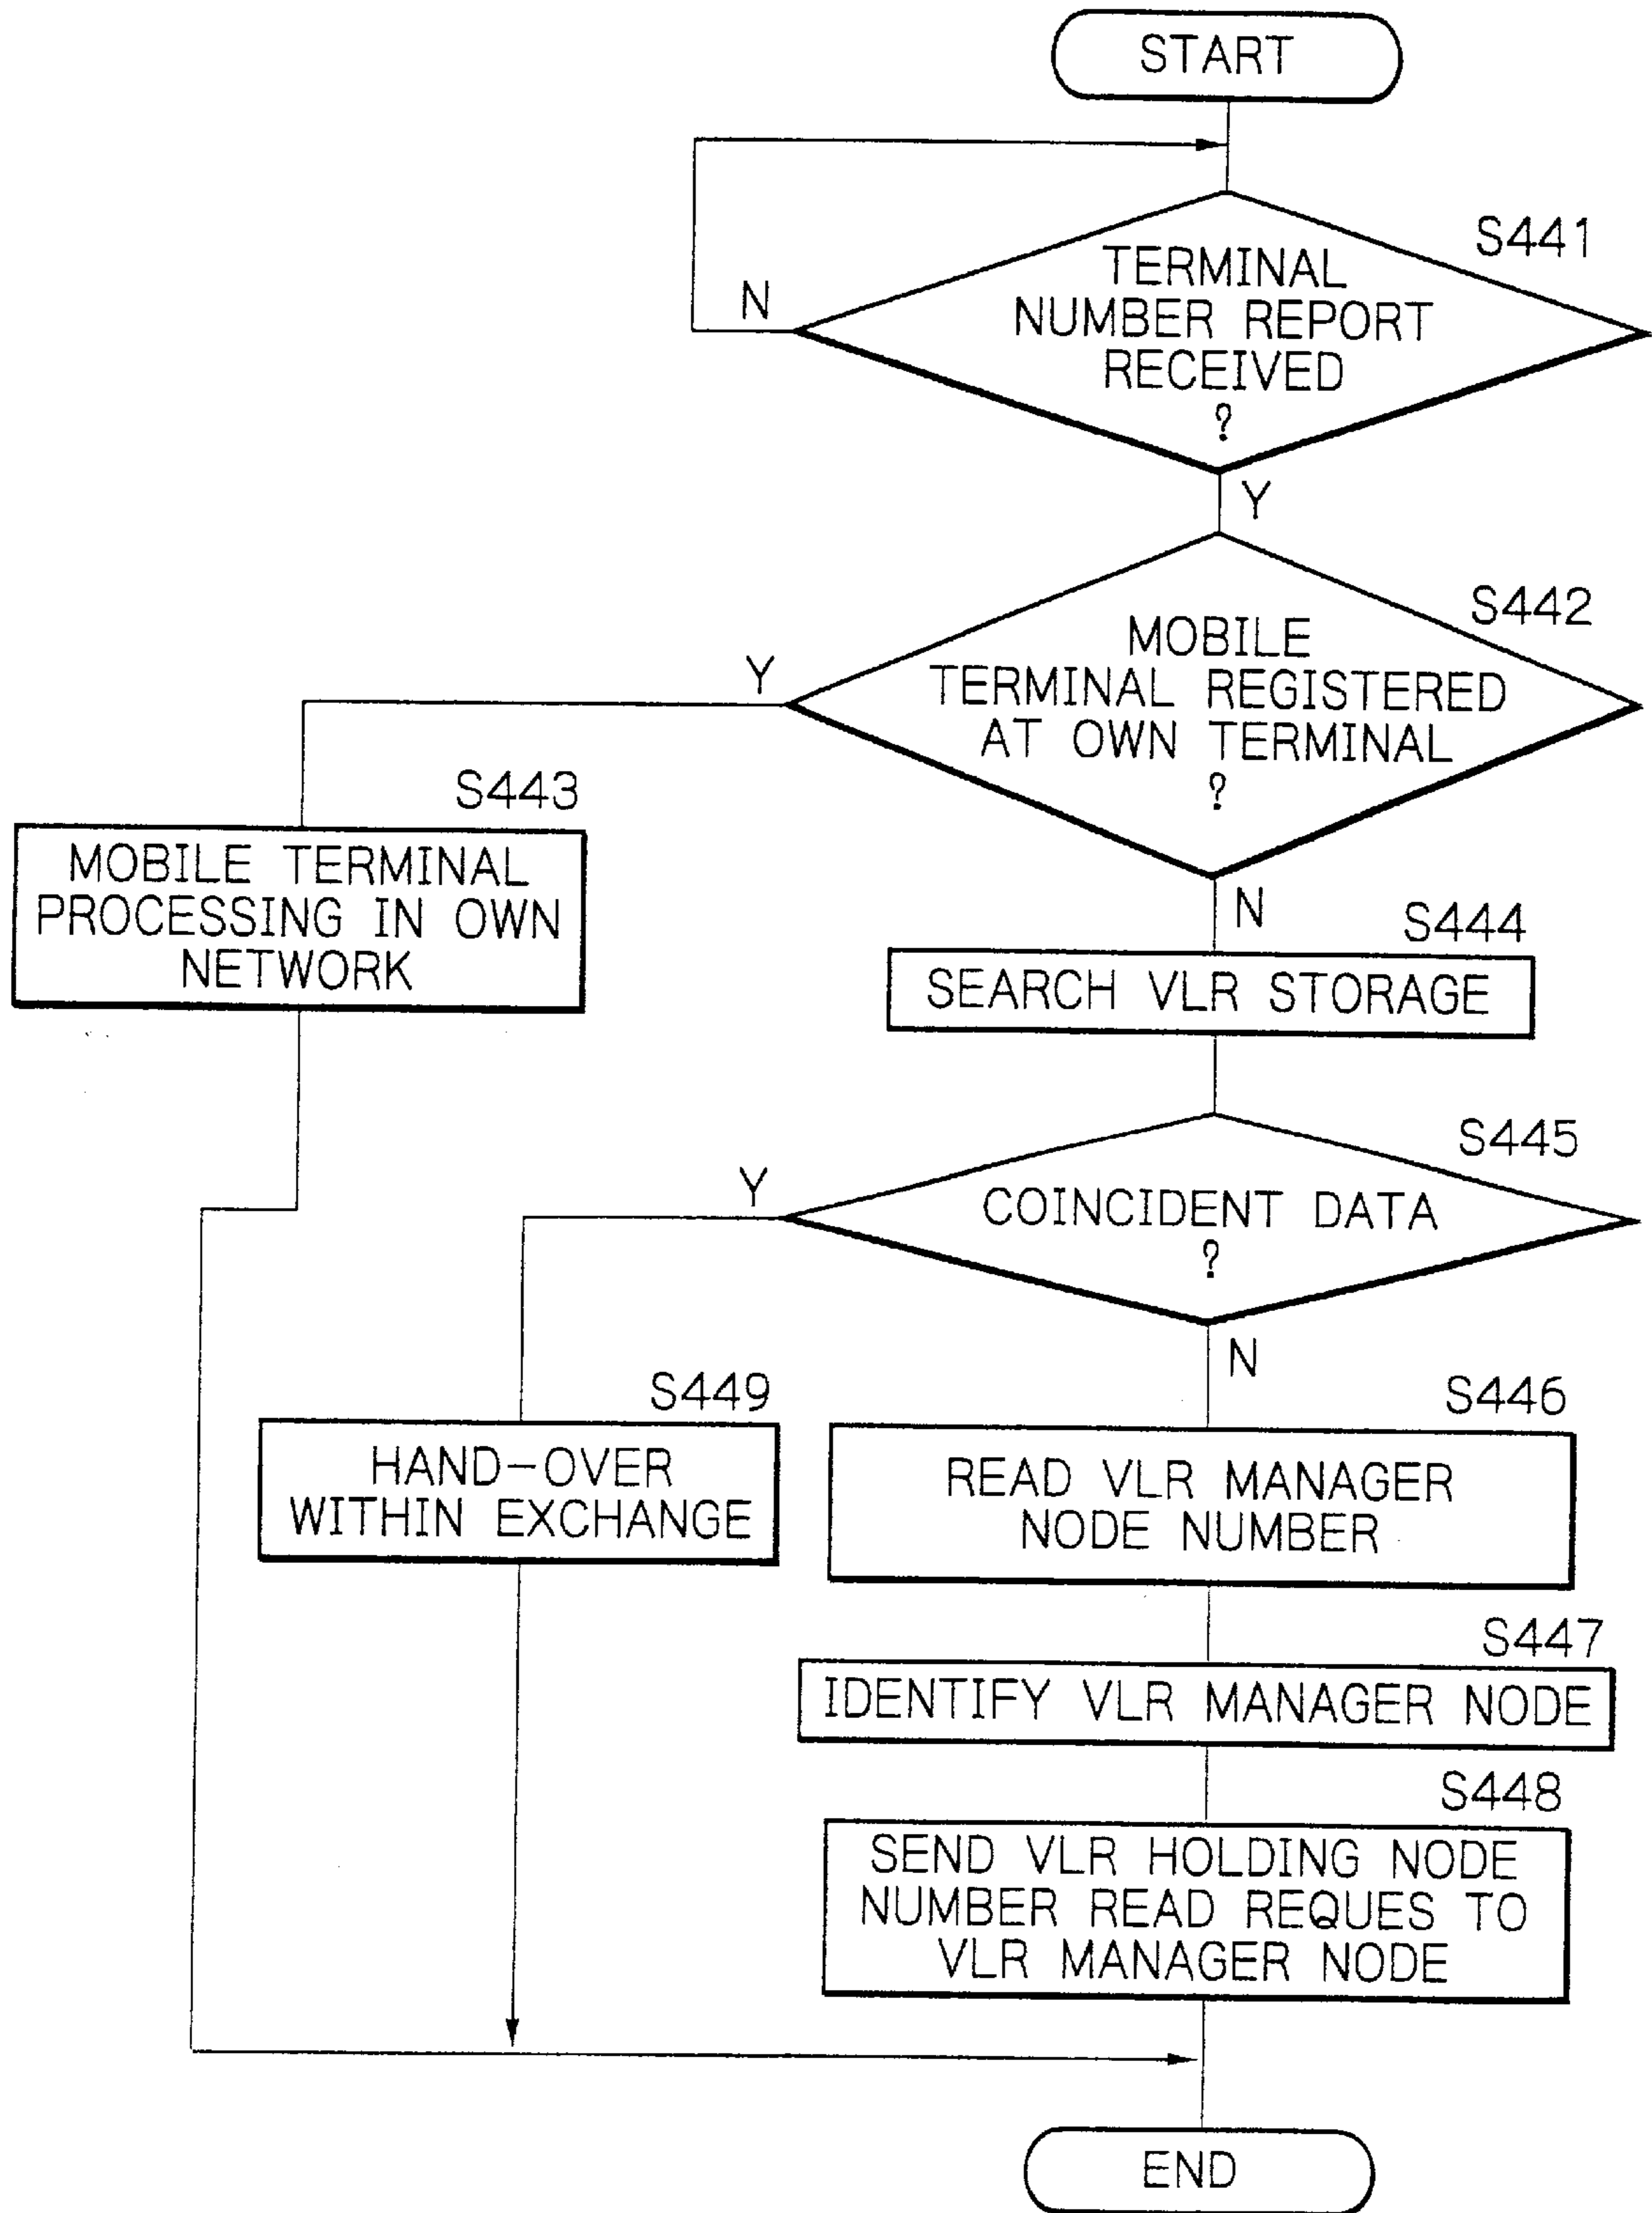 START
S441
TERMINAL
NUMBER REPORT
RECEIVED
?
N
Y
S442
MOBILE
TERMINAL REGISTERED
AT OWN TERMINAL
?
Y
N
S443
MOBILE TERMINAL
PROCESSING IN OWN
NETWORK
S444
SEARCH VLR STORAGE
S445
COINCIDENT DATA
?
Y
N
S449
HAND-OVER
WITHIN EXCHANGE
S446
READ VLR MANAGER
NODE NUMBER
S447
IDENTIFY VLR MANAGER NODE
S448
SEND VLR HOLDING NODE
NUMBER READ REQUES TO
VLR MANAGER NODE
END